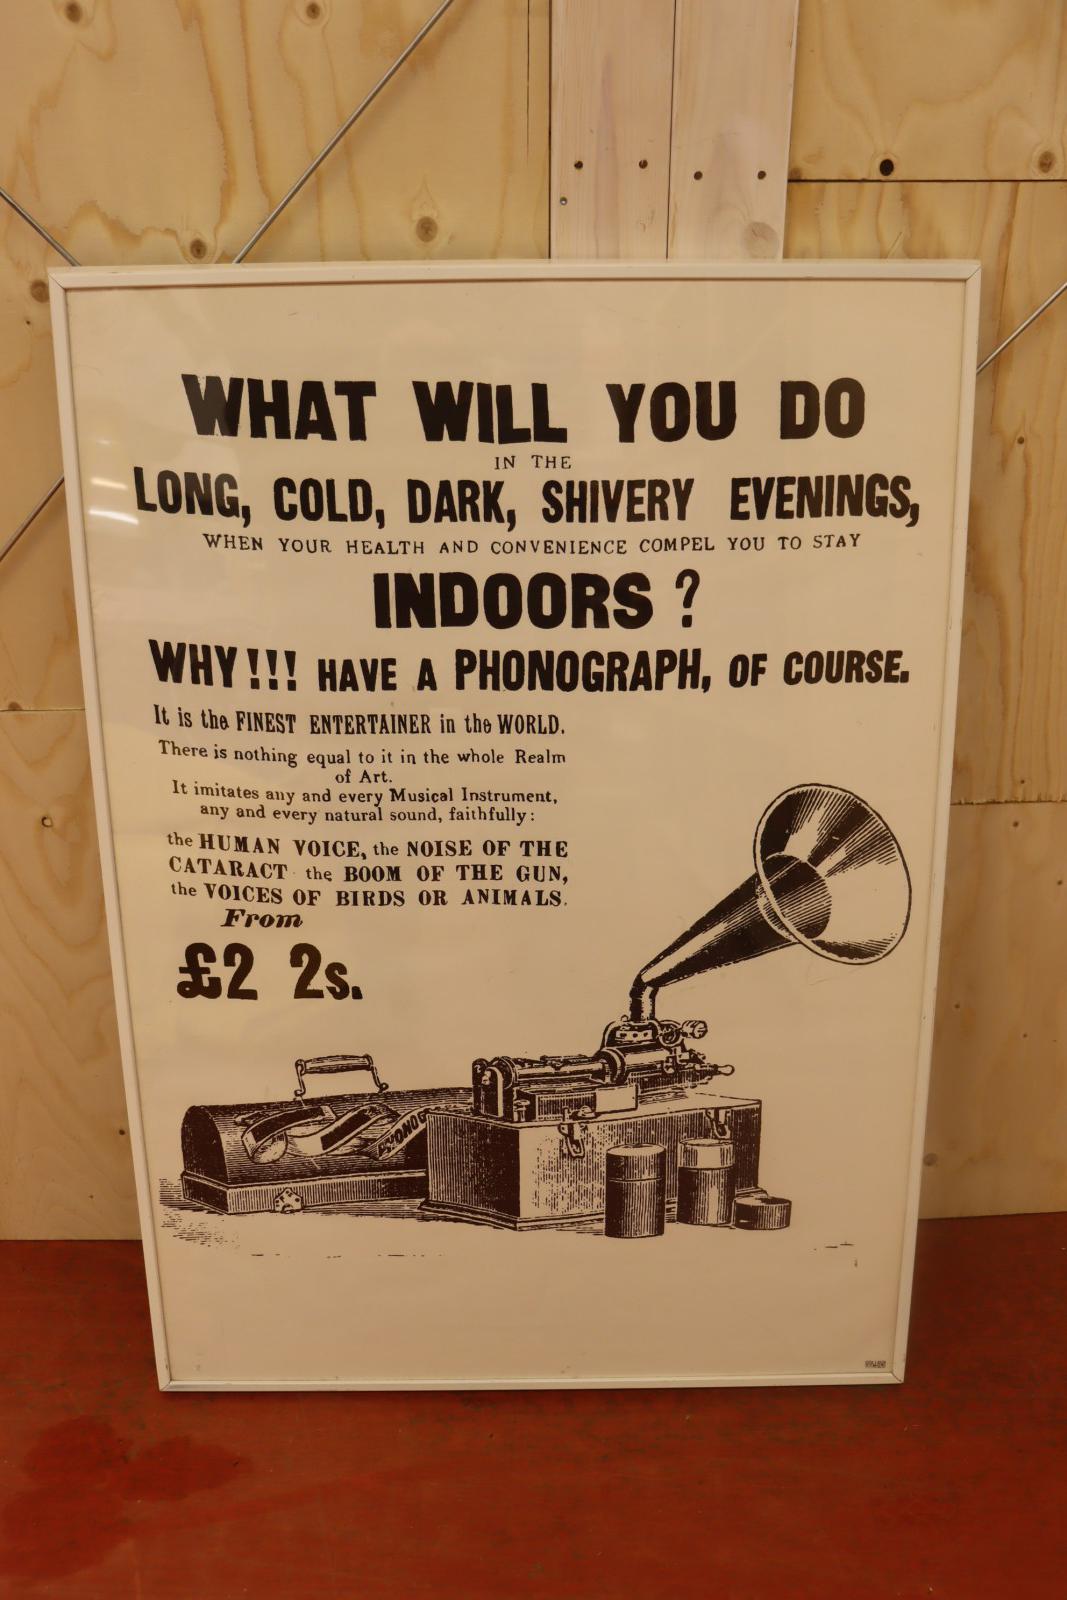 WHAT WILL YOU DO
IN THE
LONG, COLD, DARK, SHIVERY EVENINGS,
WHEN YOUR HEALTH AND CONVENIENCE COMPEL YOU TO STAY
INDOORS?
WHY!!! HAVE A PHONOGRAPH, OF COURSE.
It is the FINEST ENTERTAINER in the WORLD.
There is nothing equal to it in the whole Realm
of Art.
It imitates any and every Musical Instrument,
any and every natural sound, faithfully:
the HUMAN VOICE, the NOISE OF THE
CATARACT the BOOM OF THE GUN,
the VOICES OF BIRDS OR ANIMALS.
From
£2 2s.